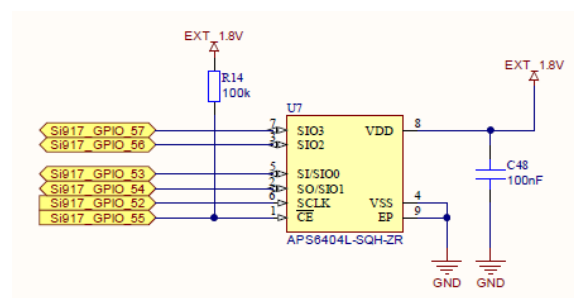 EXT_1.8V
EXT_1.8V
R14
100k
U7
Si917_GPIO_57 7 SIO3 VDD 8
Si917_GPIO_56 3 SIO2
C48
100nF
Si917_GPIO_53 5 SI/SIO0
Si917_GPIO_54 2 SO/SIO1
Si917_GPIO_52 6 SCLK VSS 4
Si917_GPIO_55 1 CE EP 9
APS6404L-SQH-ZR
GND GND